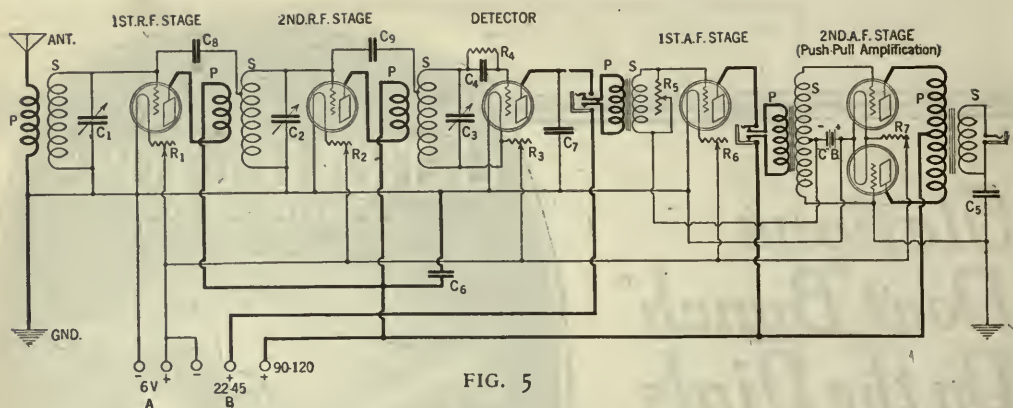 1ST.R.F. STAGE
2ND.R.F. STAGE
DETECTOR
1ST.A.F. STAGE
2ND.A.F. STAGE
(Push-Pull Amplification)
ANT.
C8
C9
R4
C4
P
S
C1
R1
P
S
C2
R2
P
S
C3
R3
C7
P
S
R5
R6
P
S
- +
C B.
R7
P
S
C5
C6
GND.
- 6V + - + + 90-120
22-45
A B
FIG. 5